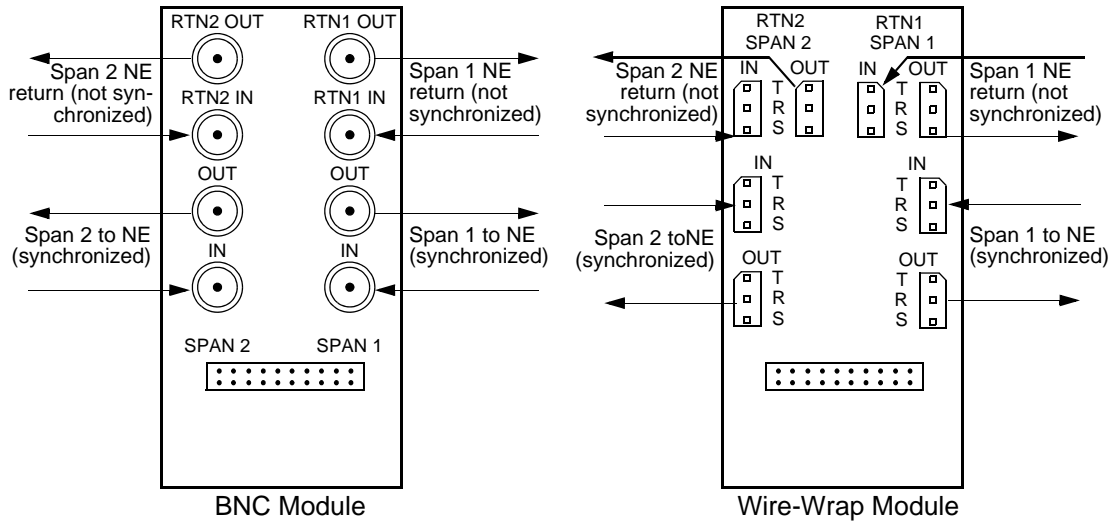 RTN2 OUT
RTN1 OUT
Span 2 NE
return (not syn-
chronized)
Span 1 NE
return (not
synchronized)
RTN2 IN
RTN1 IN
OUT
OUT
Span 2 to NE
(synchronized)
Span 1 to NE
(synchronized)
IN
IN
SPAN 2
SPAN 1
BNC Module
RTN2
SPAN 2
RTN1
SPAN 1
IN
OUT
IN
OUT
Span 2 NE
return (not
synchronized)
T
R
S
T
R
S
Span 1 NE
return (not
synchronized)
IN
T
R
S
IN
T
R
S
Span 2 toNE
(synchronized)
Span 1 to NE
(synchronized)
OUT
T
R
S
OUT
T
R
S
Wire-Wrap Module